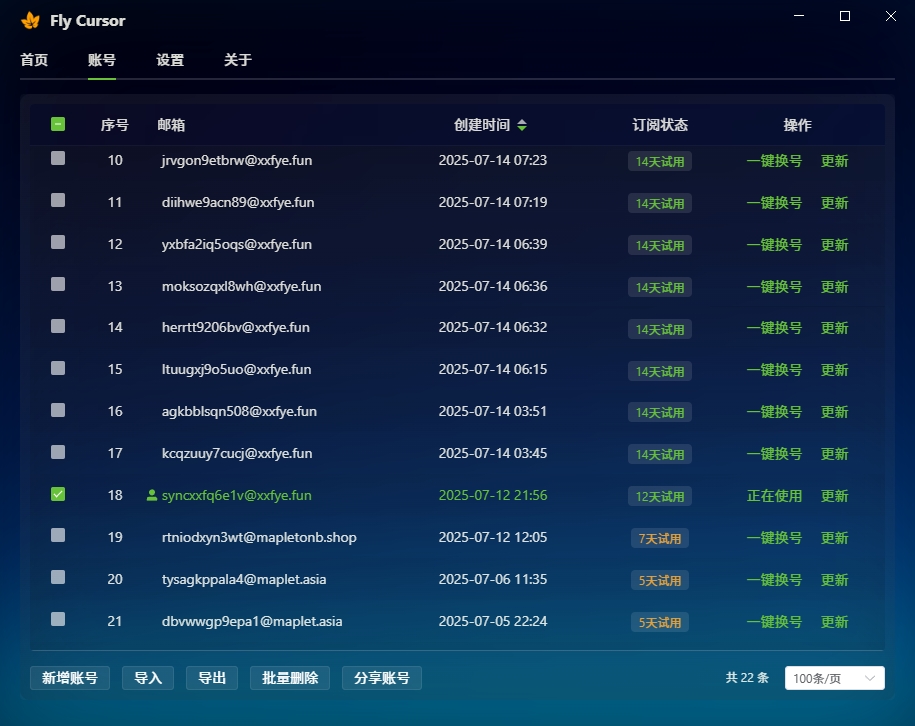 Fly Cursor
首页 账号 设置 关于
序号 邮箱 创建时间 订阅状态 操作
10 jrvgon9etbrw@xxfye.fun 2025-07-14 07:23 14天试用 一键换号 更新
11 diihwe9acn89@xxfye.fun 2025-07-14 07:19 14天试用 一键换号 更新
12 yxbfa2iq5oqs@xxfye.fun 2025-07-14 06:39 14天试用 一键换号 更新
13 moksozqxl8wh@xxfye.fun 2025-07-14 06:36 14天试用 一键换号 更新
14 herrtt9206bv@xxfye.fun 2025-07-14 06:32 14天试用 一键换号 更新
15 ltuugxj9o5uo@xxfye.fun 2025-07-14 06:15 14天试用 一键换号 更新
16 agkbblsqn508@xxfye.fun 2025-07-14 03:51 14天试用 一键换号 更新
17 kcqzuuy7cucj@xxfye.fun 2025-07-14 03:45 14天试用 一键换号 更新
18 syncxxfq6e1v@xxfye.fun 2025-07-12 21:56 12天试用 正在使用 更新
19 rtniodxyn3wt@mapletonb.shop 2025-07-12 12:05 7天试用 一键换号 更新
20 tysagkppala4@maplet.asia 2025-07-06 11:35 5天试用 一键换号 更新
21 dbvwwgp9epa1@maplet.asia 2025-07-05 22:24 5天试用 一键换号 更新
新增账号 导入 导出 批量删除 分享账号 共 22 条 100条/页